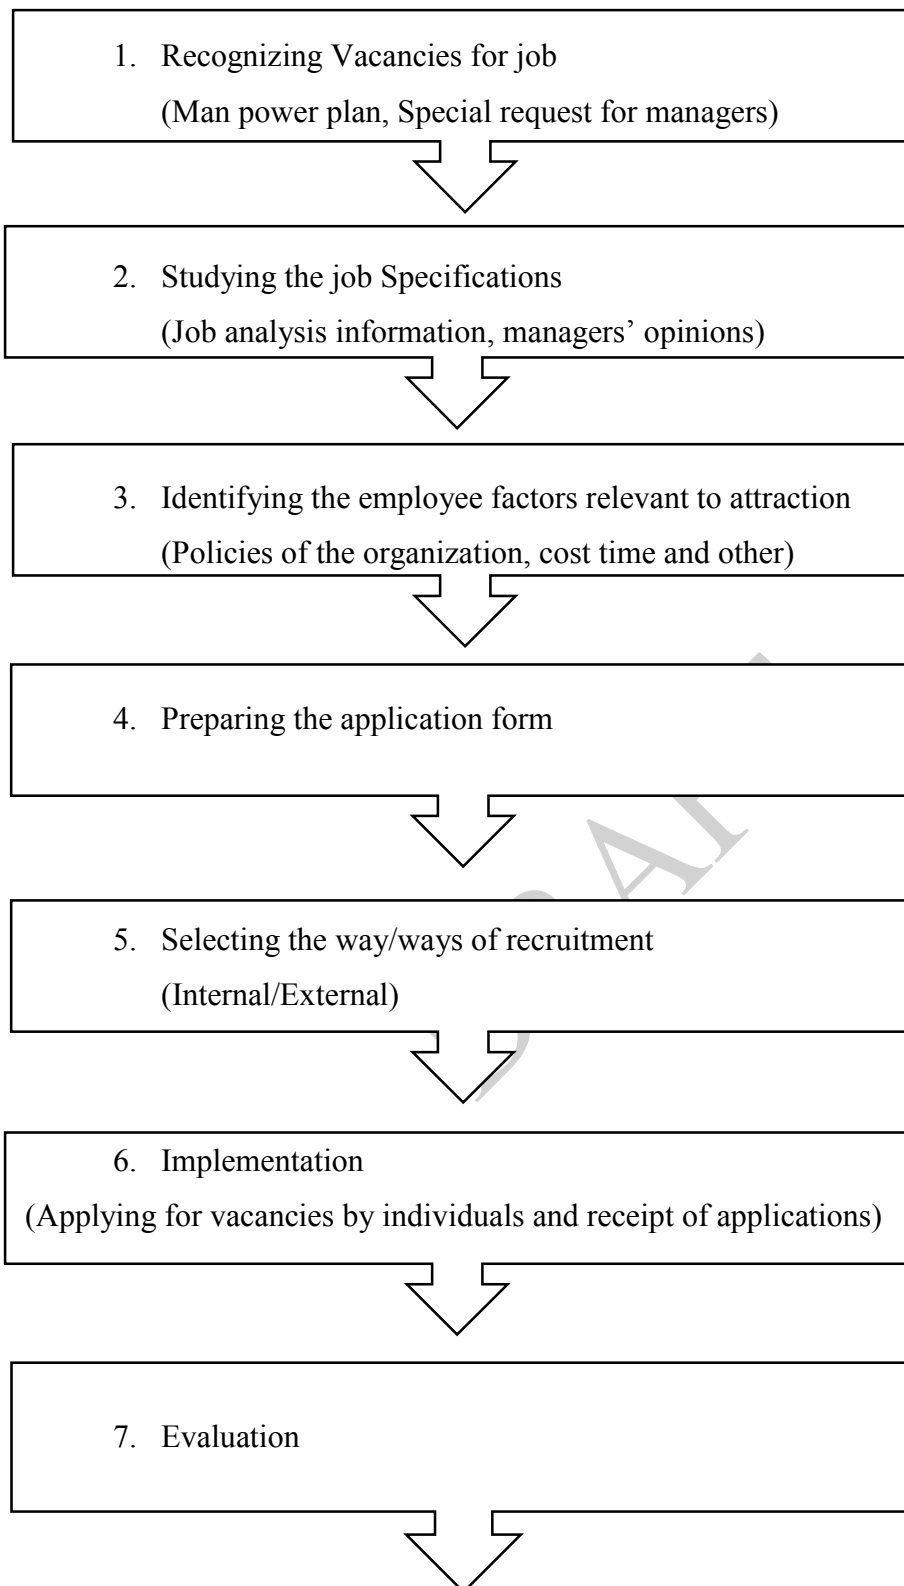 1. Recognizing Vacancies for job
(Man power plan, Special request for managers)
2. Studying the job Specifications
(Job analysis information, managers’ opinions)
3. Identifying the employee factors relevant to attraction
(Policies of the organization, cost time and other)
4. Preparing the application form
5. Selecting the way/ways of recruitment
(Internal/External)
6. Implementation
(Applying for vacancies by individuals and receipt of applications)
7. Evaluation